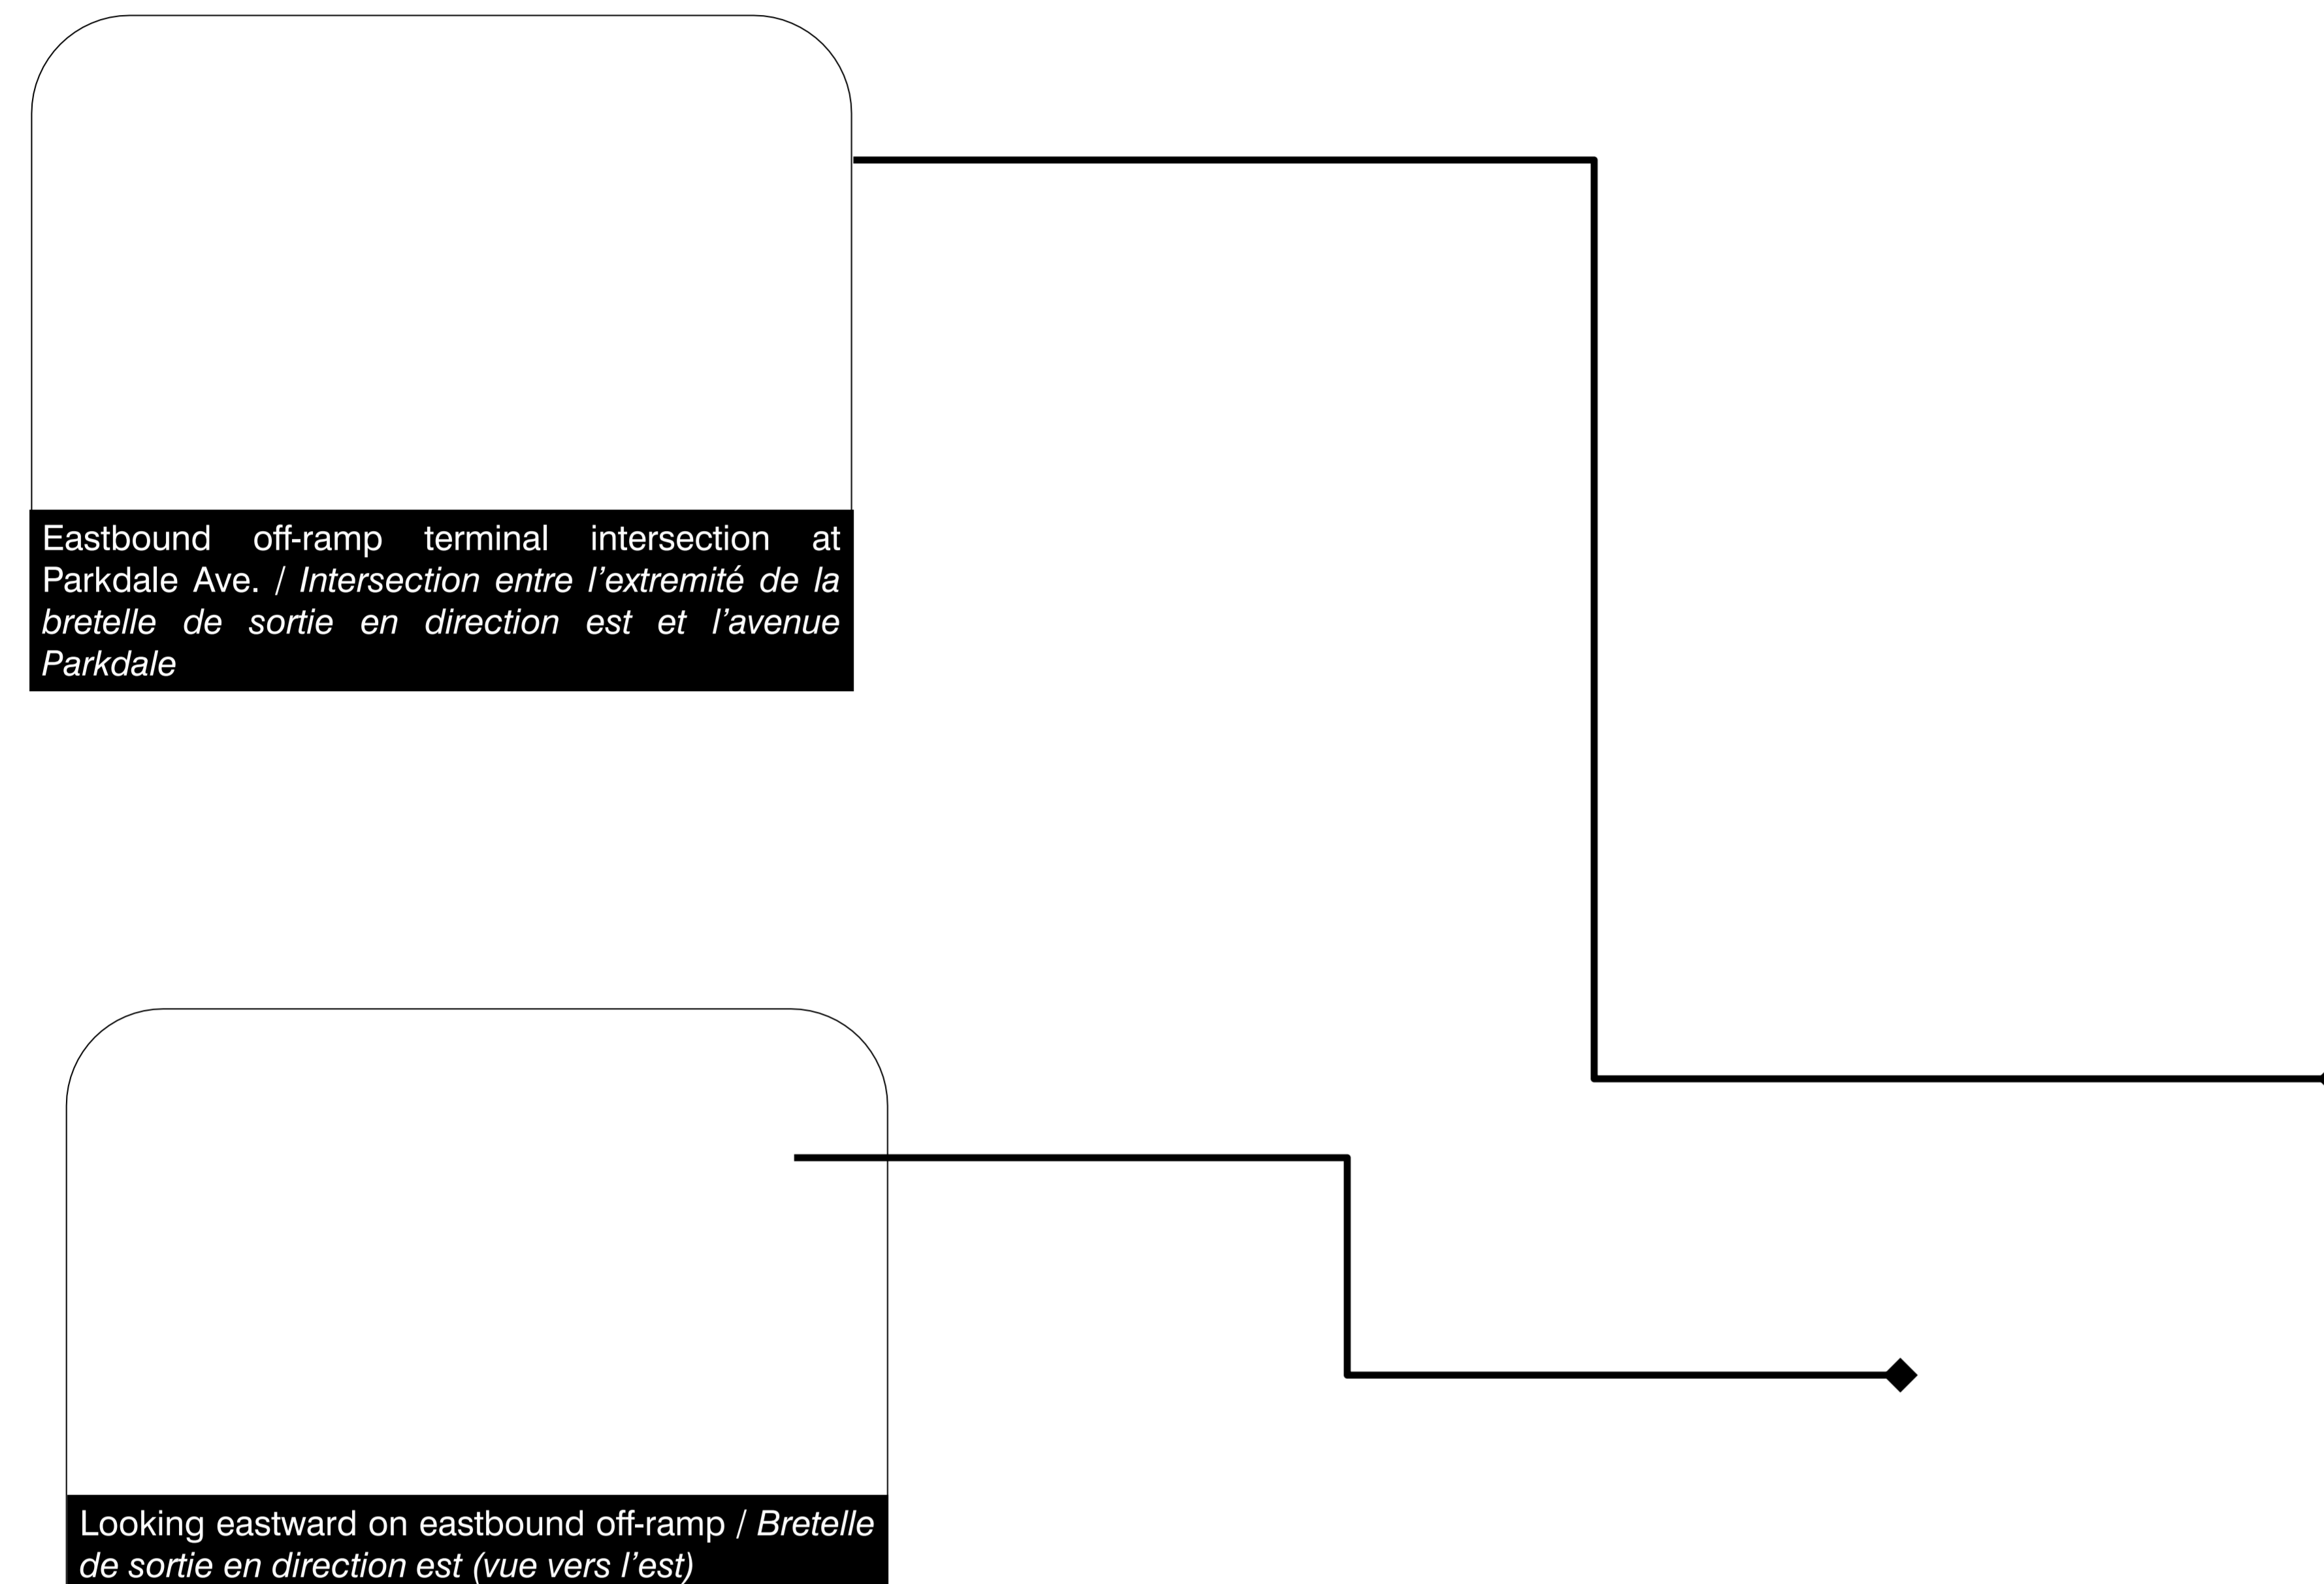 Eastbound off-ramp terminal intersection at
Parkdale Ave. / Intersection entre l’extremité de la
bretelle de sortie en direction est et l’avenue
Parkdale
Looking eastward on eastbound off-ramp / Bretelle
de sortie en direction est (vue vers l’est)